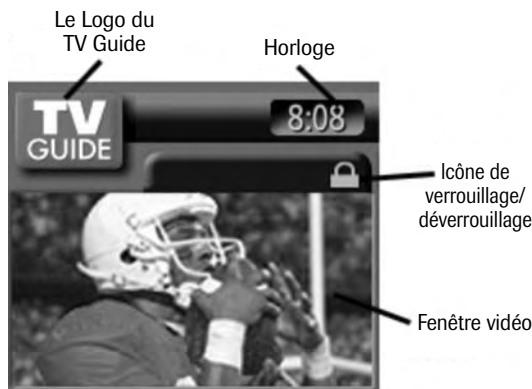 Le Logo du
TV Guide
Horloge
TV
GUIDE
8:08
Icône de
verrouillage/
déverrouillage
Fenêtre vidéo